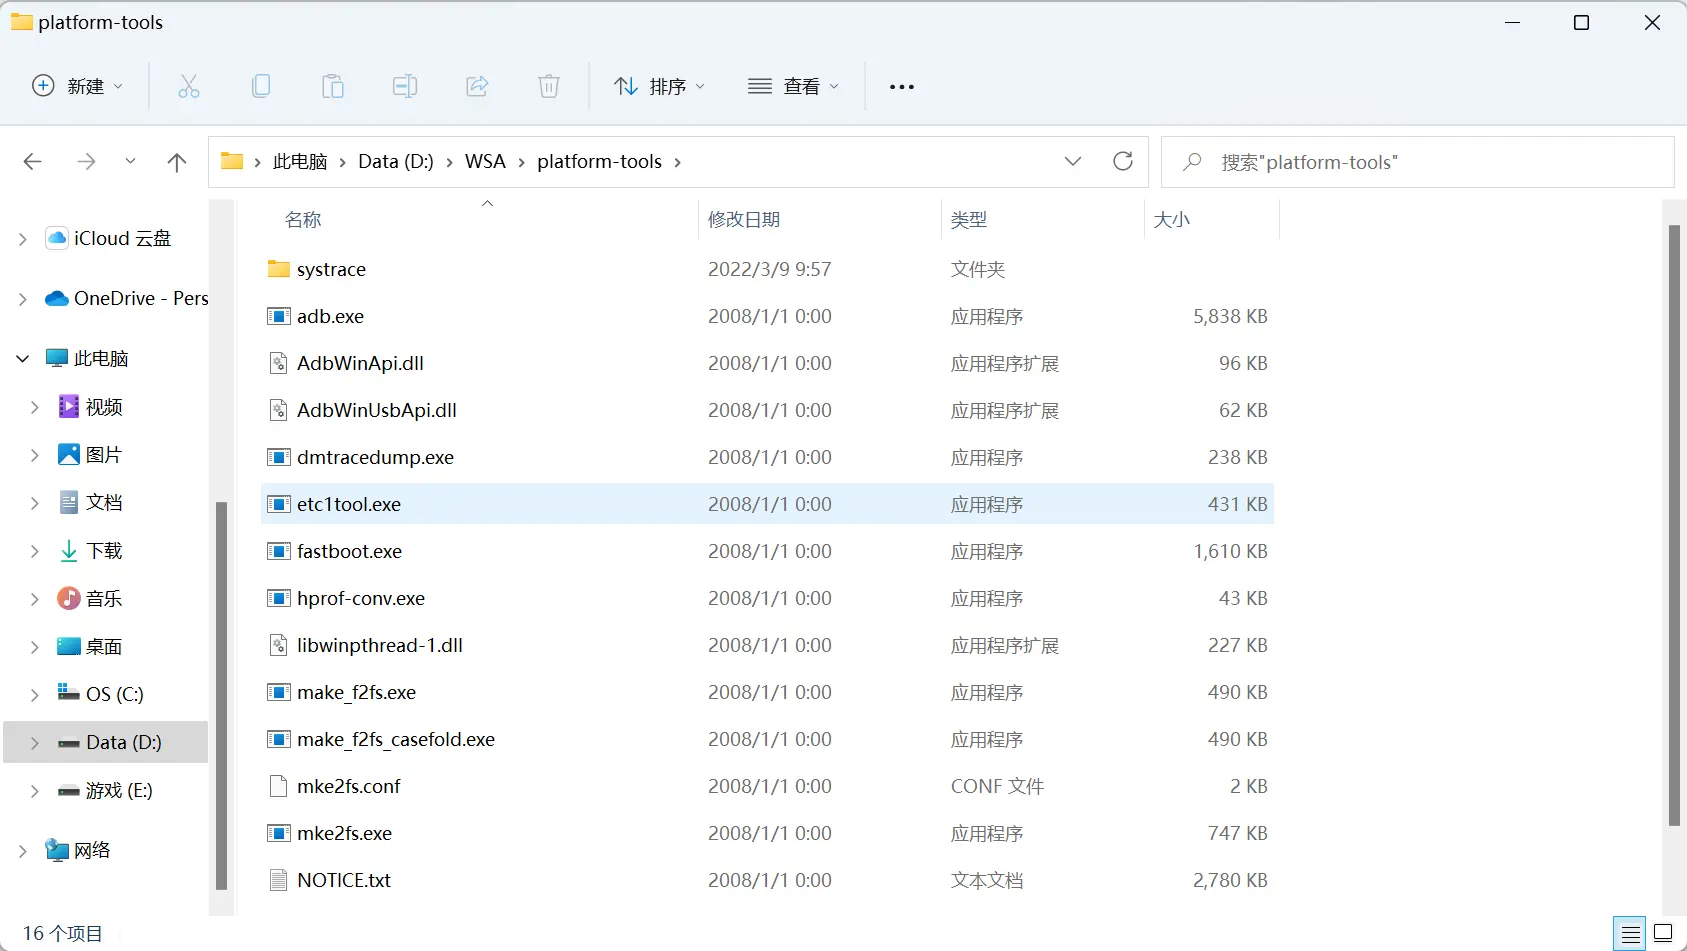 platform-tools
新建 排序 查看
此电脑 Data (D:) WSA platform-tools 搜索"platform-tools"
iCloud 云盘
OneDrive - Pers
此电脑
视频
图片
文档
下载
音乐
桌面
OS (C:)
Data (D:)
游戏 (E:)
网络
名称 修改日期 类型 大小
systrace 2022/3/9 9:57 文件夹
adb.exe 2008/1/1 0:00 应用程序 5,838 KB
AdbWinApi.dll 2008/1/1 0:00 应用程序扩展 96 KB
AdbWinUsbApi.dll 2008/1/1 0:00 应用程序扩展 62 KB
dmtracedump.exe 2008/1/1 0:00 应用程序 238 KB
etc1tool.exe 2008/1/1 0:00 应用程序 431 KB
fastboot.exe 2008/1/1 0:00 应用程序 1,610 KB
hprof-conv.exe 2008/1/1 0:00 应用程序 43 KB
libwinpthread-1.dll 2008/1/1 0:00 应用程序扩展 227 KB
make_f2fs.exe 2008/1/1 0:00 应用程序 490 KB
make_f2fs_casefold.exe 2008/1/1 0:00 应用程序 490 KB
mke2fs.conf 2008/1/1 0:00 CONF 文件 2 KB
mke2fs.exe 2008/1/1 0:00 应用程序 747 KB
NOTICE.txt 2008/1/1 0:00 文本文档 2,780 KB
16 个项目